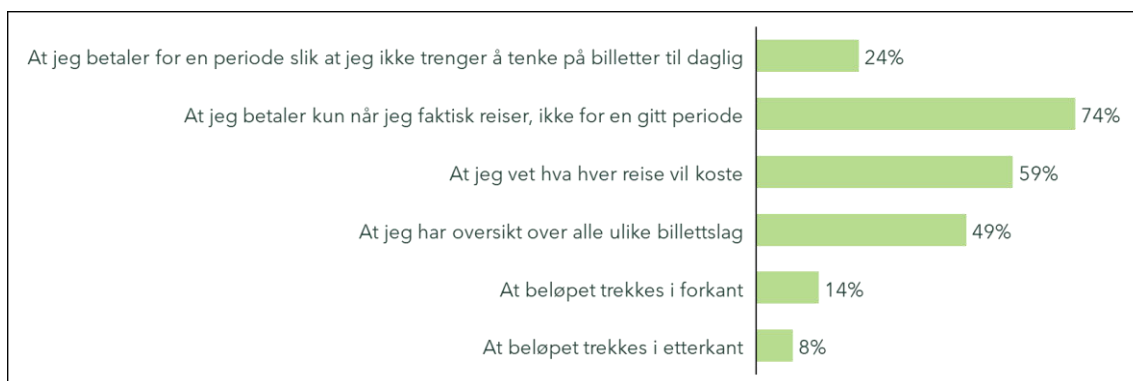 At jeg betaler for en periode slik at jeg ikke trenger å tenke på billetter til daglig 24%
At jeg betaler kun når jeg faktisk reiser, ikke for en gitt periode 74%
At jeg vet hva hver reise vil koste 59%
At jeg har oversikt over alle ulike billettslag 49%
At beløpet trekkes i forkant 14%
At beløpet trekkes i etterkant 8%